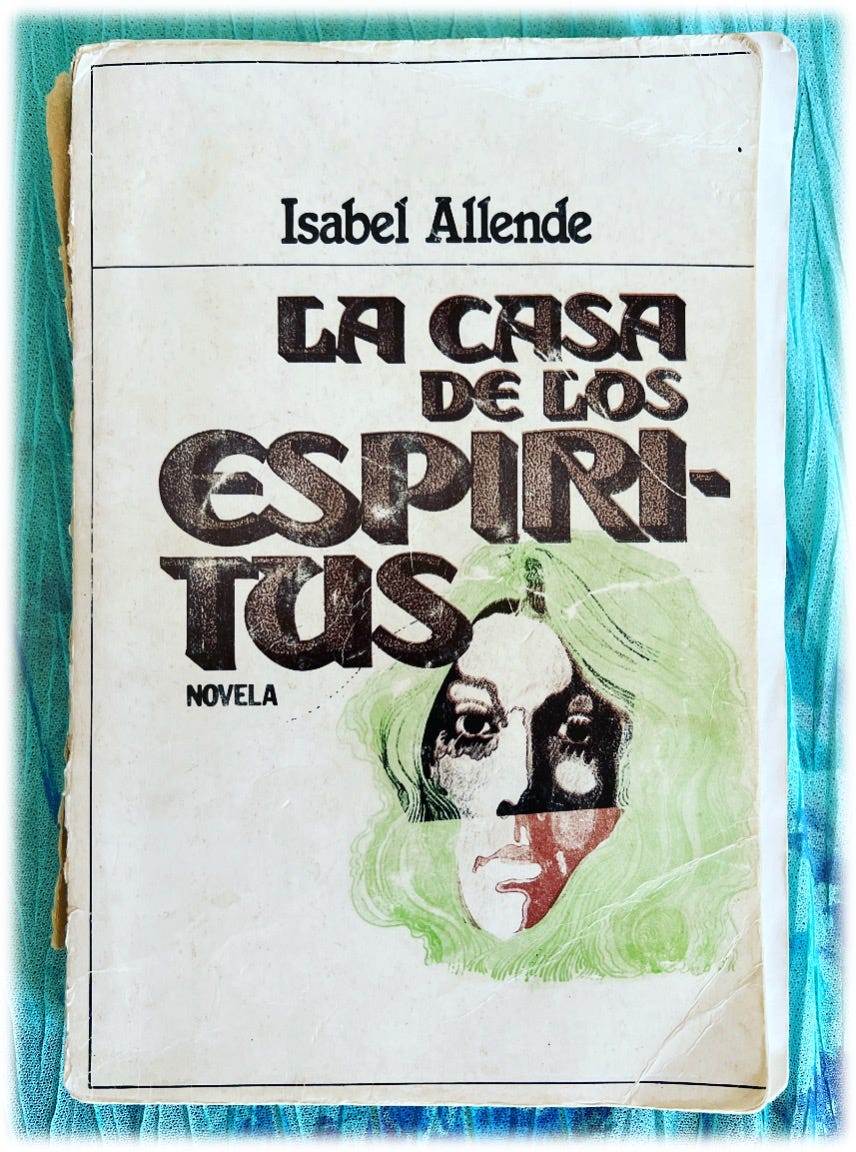 Isabel Allende
LA CASA
DE LOS
ESPIRI-
TUS
NOVELA